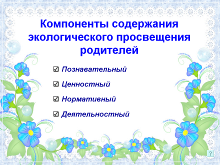 Компоненты содержания
экологического просвещения
родителей
Познавательный
Ценностный
Нормативный
Деятельностный